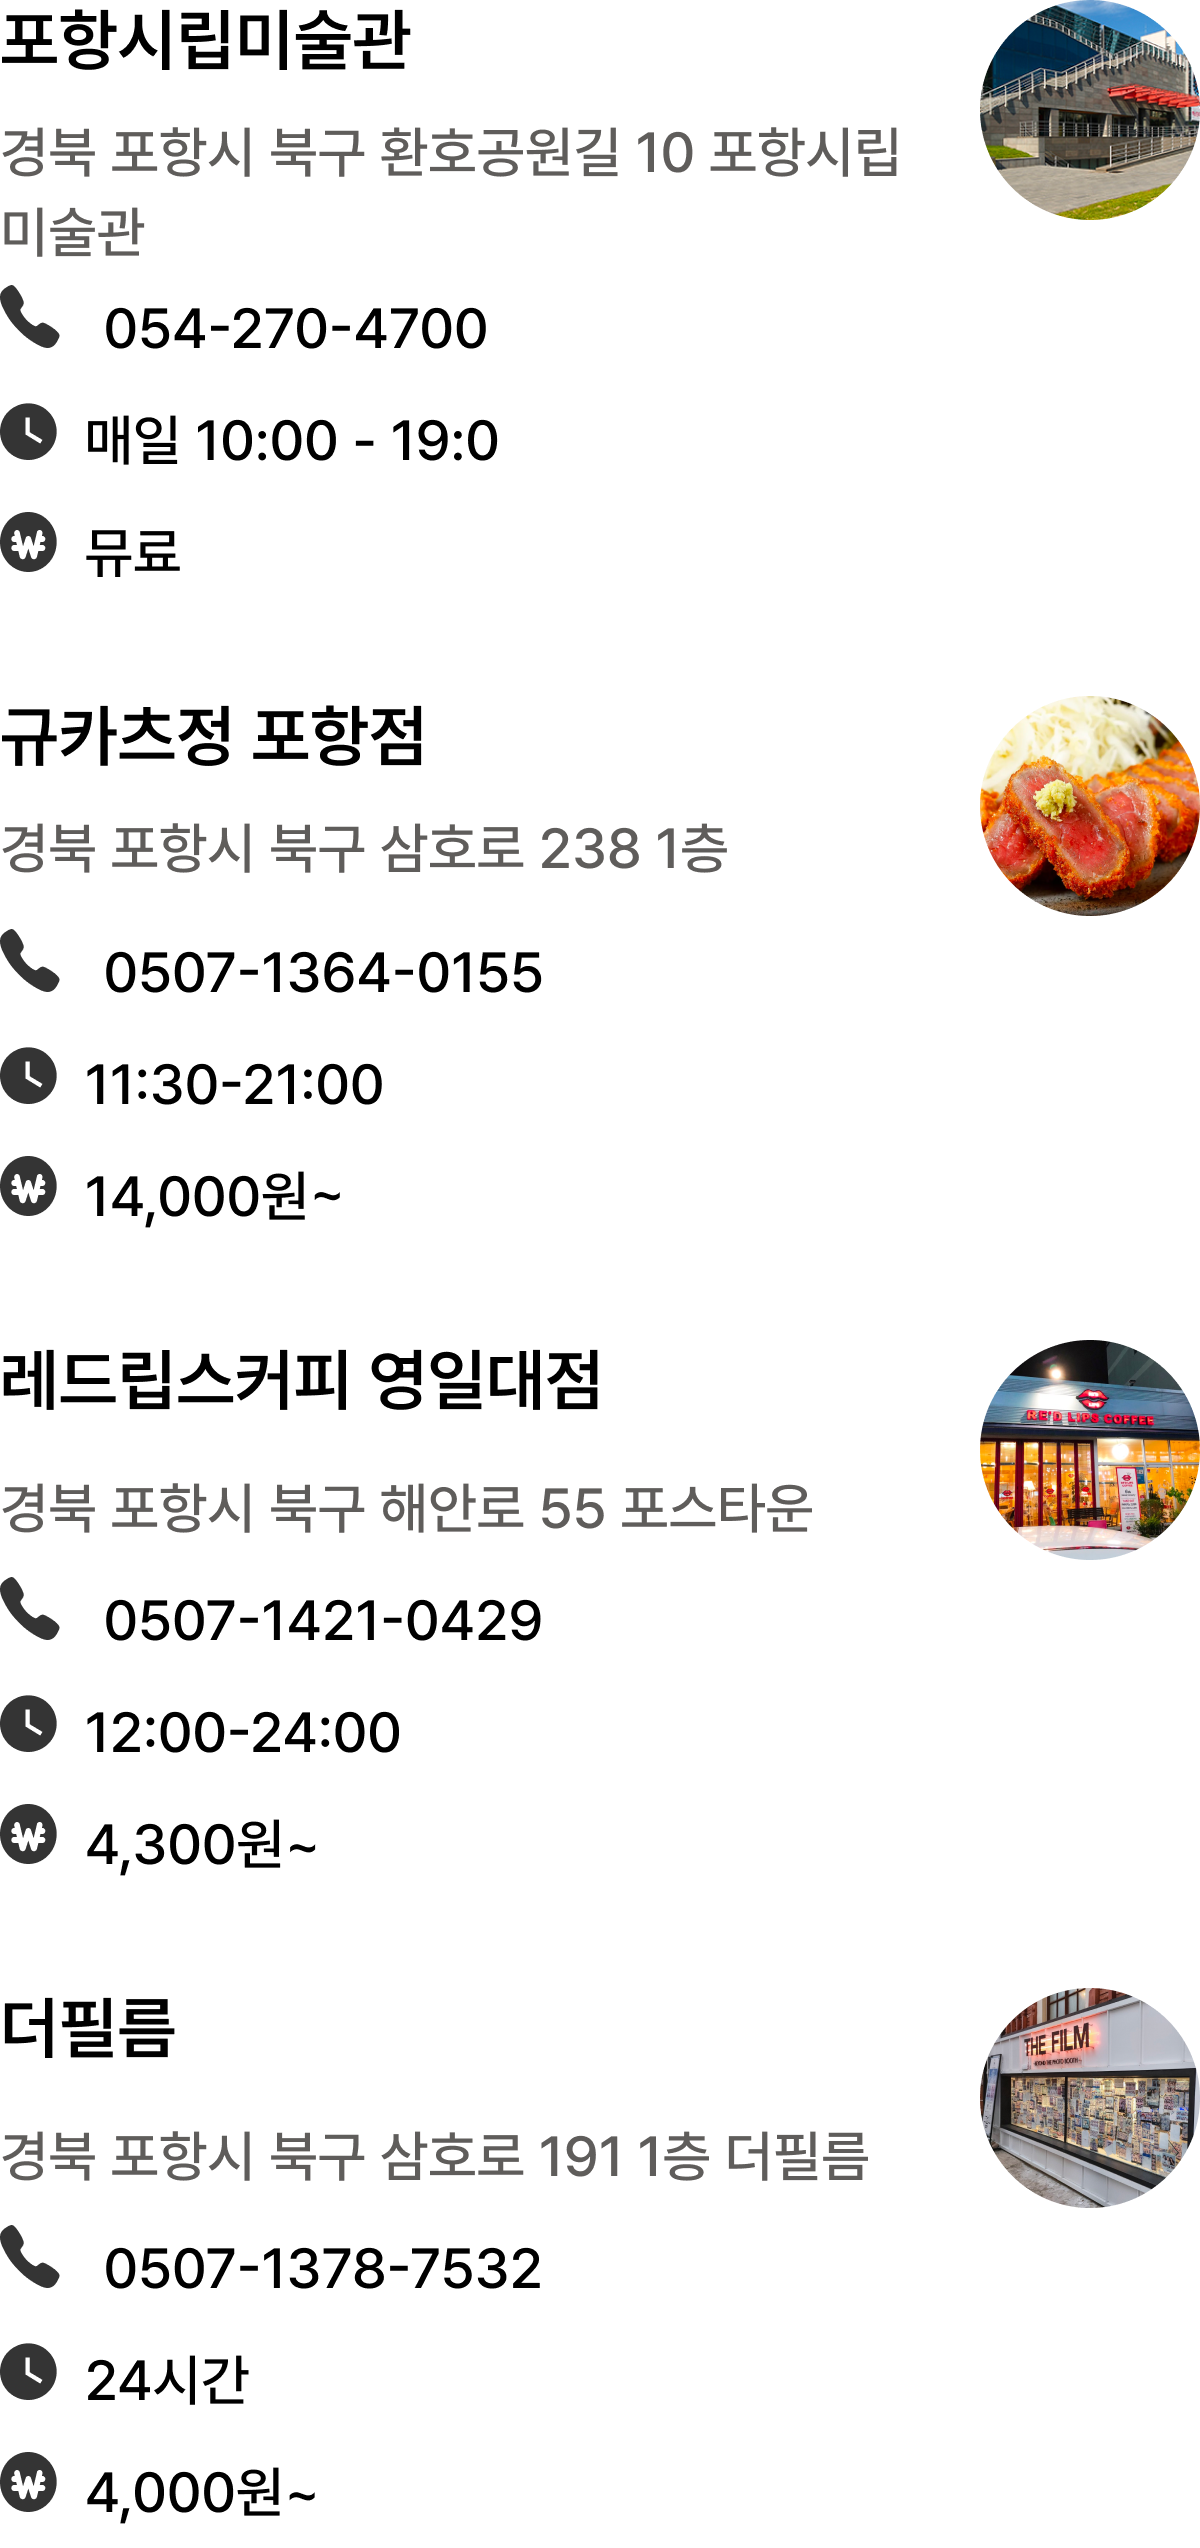 포항시립미술관
경북 포항시 북구 환호공원길 10 포항시립
미술관
054-270-4700
매일 10:00 - 19:0
뮤료
규카츠정 포항점
경북 포항시 북구 삼호로 238 1층
0507-1364-0155
11:30-21:00
14,000원~
레드립스커피 영일대점
RE'D LIPS COFFEE
경북 포항시 북구 해안로 55 포스타운
0507-1421-0429
12:00-24:00
4,300원~
더필름
THE FILM
경북 포항시 북구 삼호로 191 1층 더필름
0507-1378-7532
24시간
4,000원~